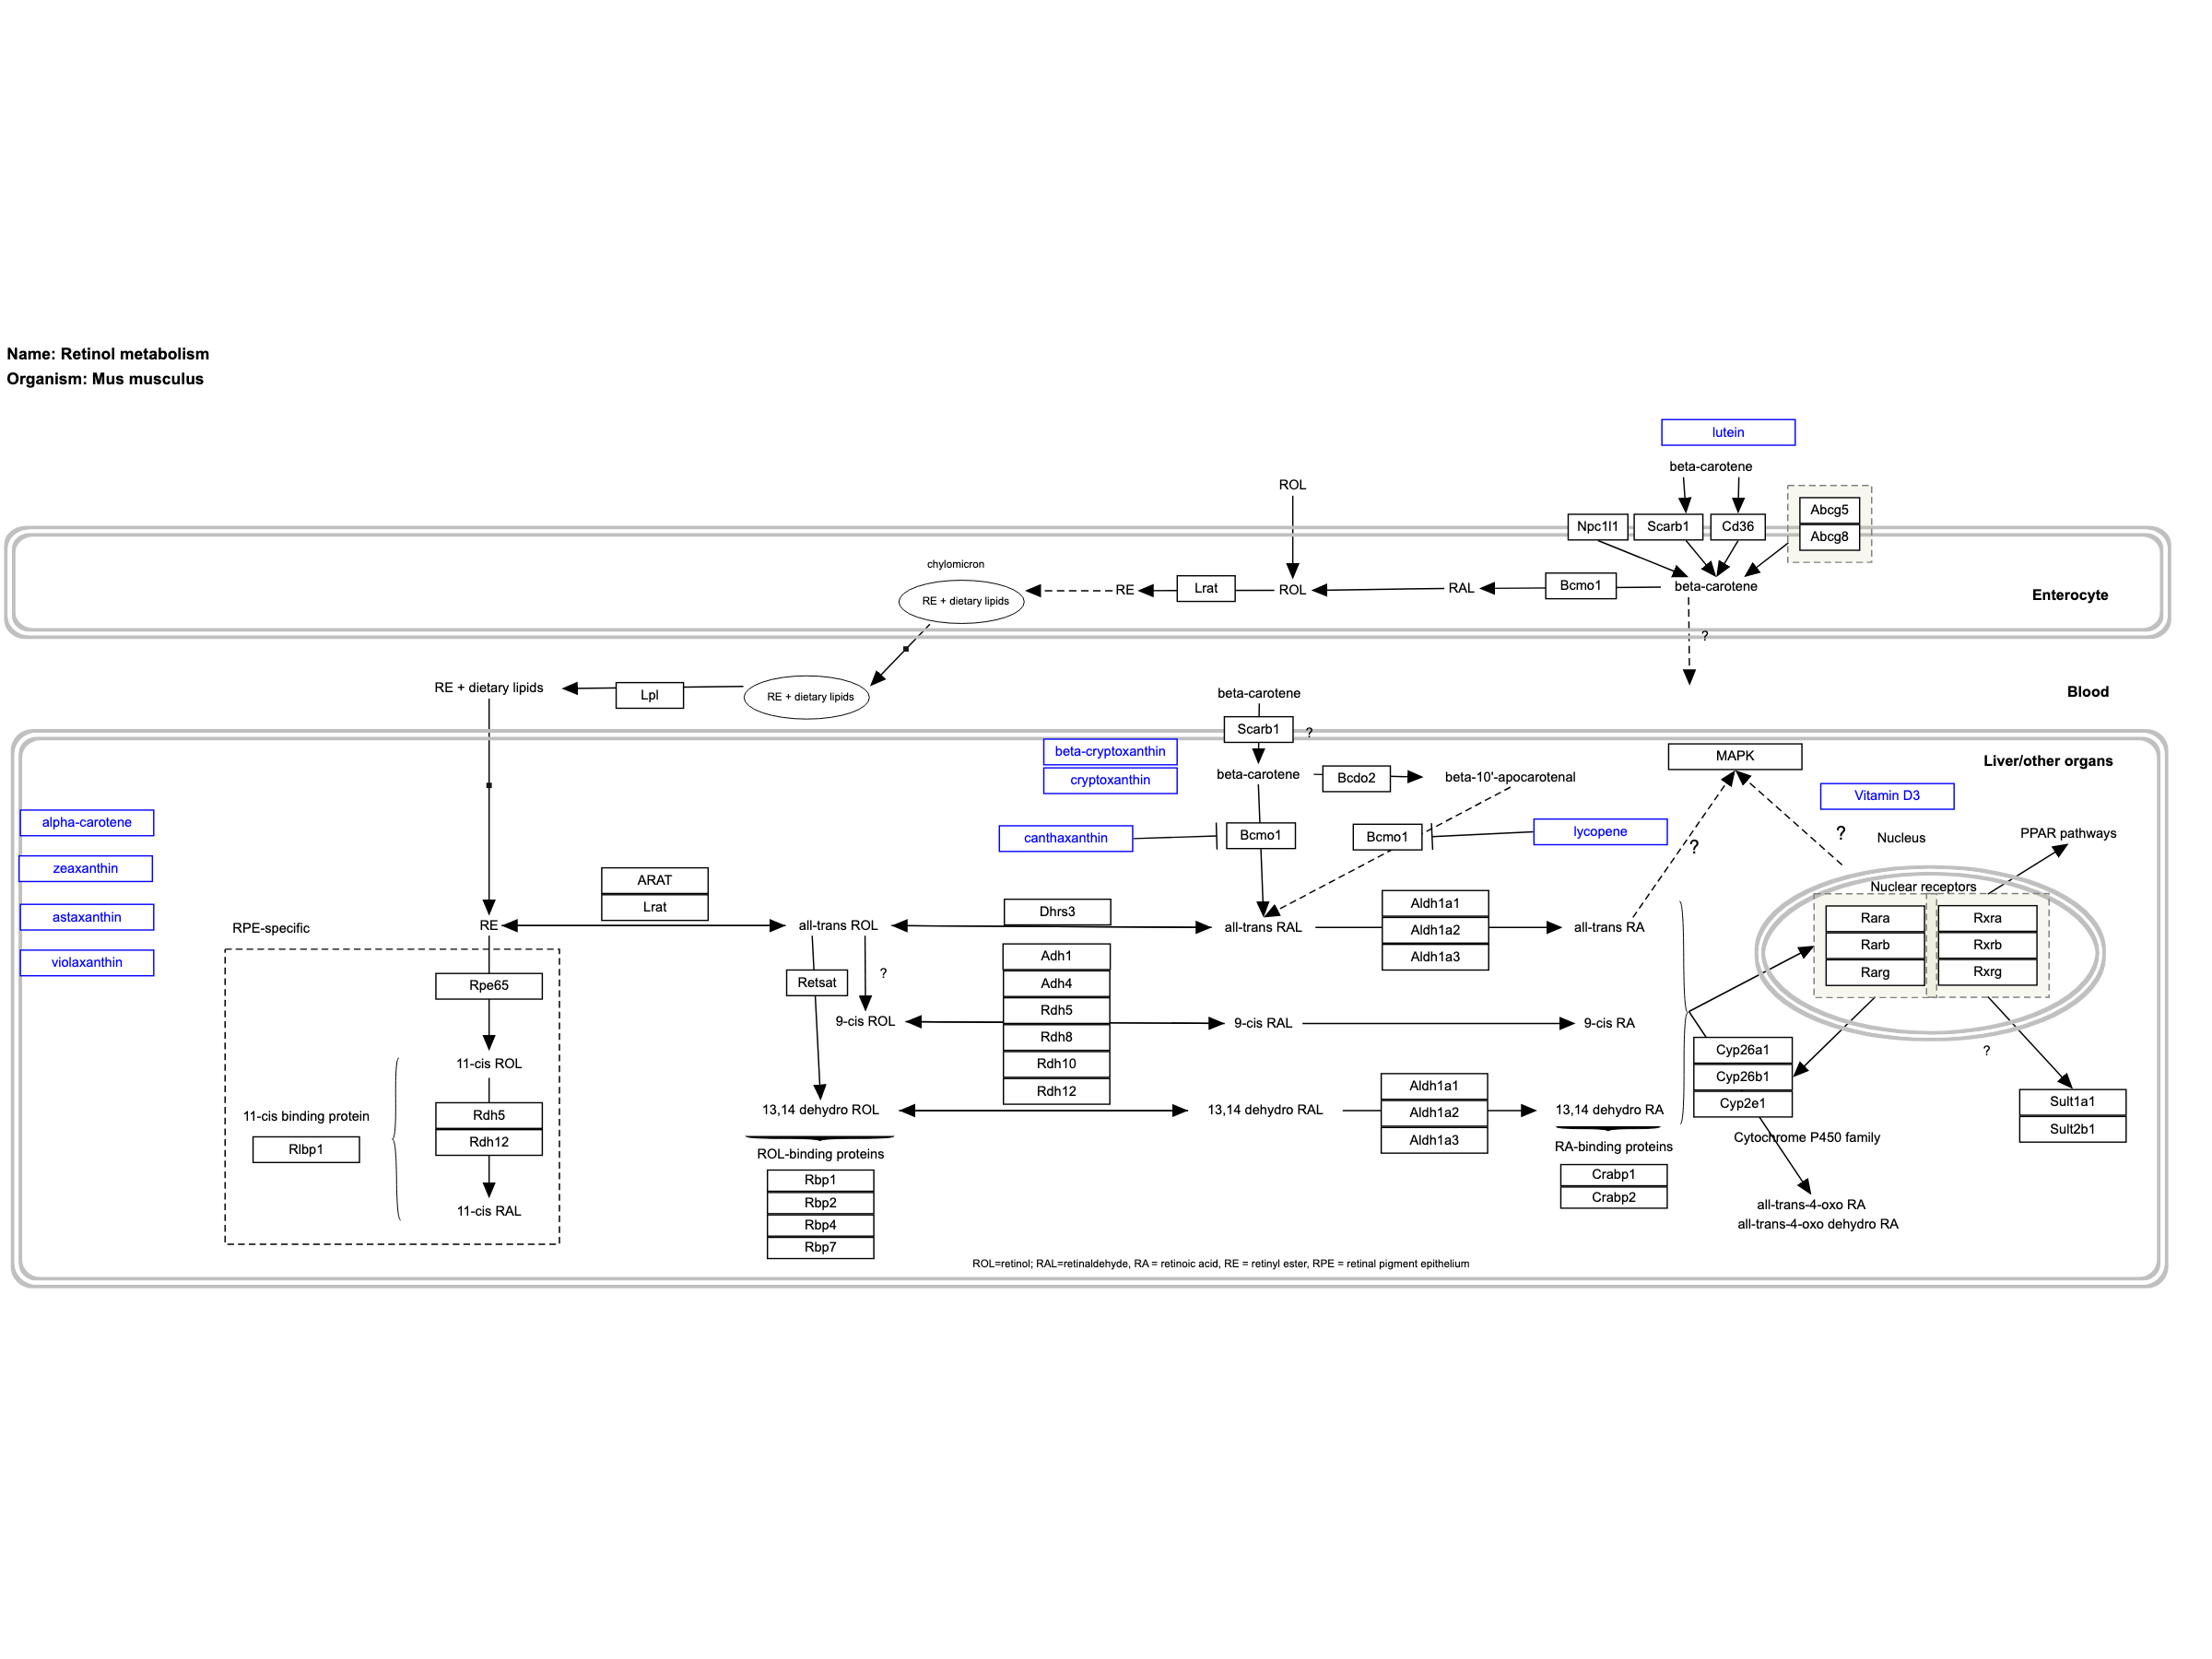 Name: Retinol metabolism
Organism: Mus musculus
lutein
beta-carotene
ROL
Abcg5
Abcg8
Npc1l1
Scarb1
Cd36
chylomicron
RE + dietary lipids
RE
Lrat
ROL
RAL
Bcmo1
beta-carotene
Enterocyte
?
RE + dietary lipids
Lpl
RE + dietary lipids
beta-carotene
Blood
Scarb1
?
beta-cryptoxanthin
cryptoxanthin
beta-carotene
Bcdo2
beta-10'-apocarotenal
MAPK
Liver/other organs
Vitamin D3
alpha-carotene
canthaxanthin
Bcmo1
Bcmo1
lycopene
?
?
Nucleus
PPAR pathways
zeaxanthin
astaxanthin
violaxanthin
ARAT
Lrat
RPE-specific
RE
all-trans ROL
Dhrs3
all-trans RAL
Aldh1a1
Aldh1a2
Aldh1a3
all-trans RA
Nuclear receptors
Rara
Rarb
Rarg
Rxra
Rxrb
Rxrg
Rpe65
Retsat
?
Adh1
Adh4
Rdh5
Rdh8
Rdh10
Rdh12
9-cis ROL
9-cis RAL
9-cis RA
11-cis ROL
11-cis binding protein
Rlbp1
Rdh5
Rdh12
11-cis RAL
13,14 dehydro ROL
13,14 dehydro RAL
Aldh1a1
Aldh1a2
Aldh1a3
13,14 dehydro RA
Cyp26a1
Cyp26b1
Cyp2e1
Cytochrome P450 family
?
Sult1a1
Sult2b1
ROL-binding proteins
Rbp1
Rbp2
Rbp4
Rbp7
RA-binding proteins
Crabp1
Crabp2
all-trans-4-oxo RA
all-trans-4-oxo dehydro RA
ROL=retinol; RAL=retinaldehyde, RA = retinoic acid, RE = retinyl ester, RPE = retinal pigment epithelium